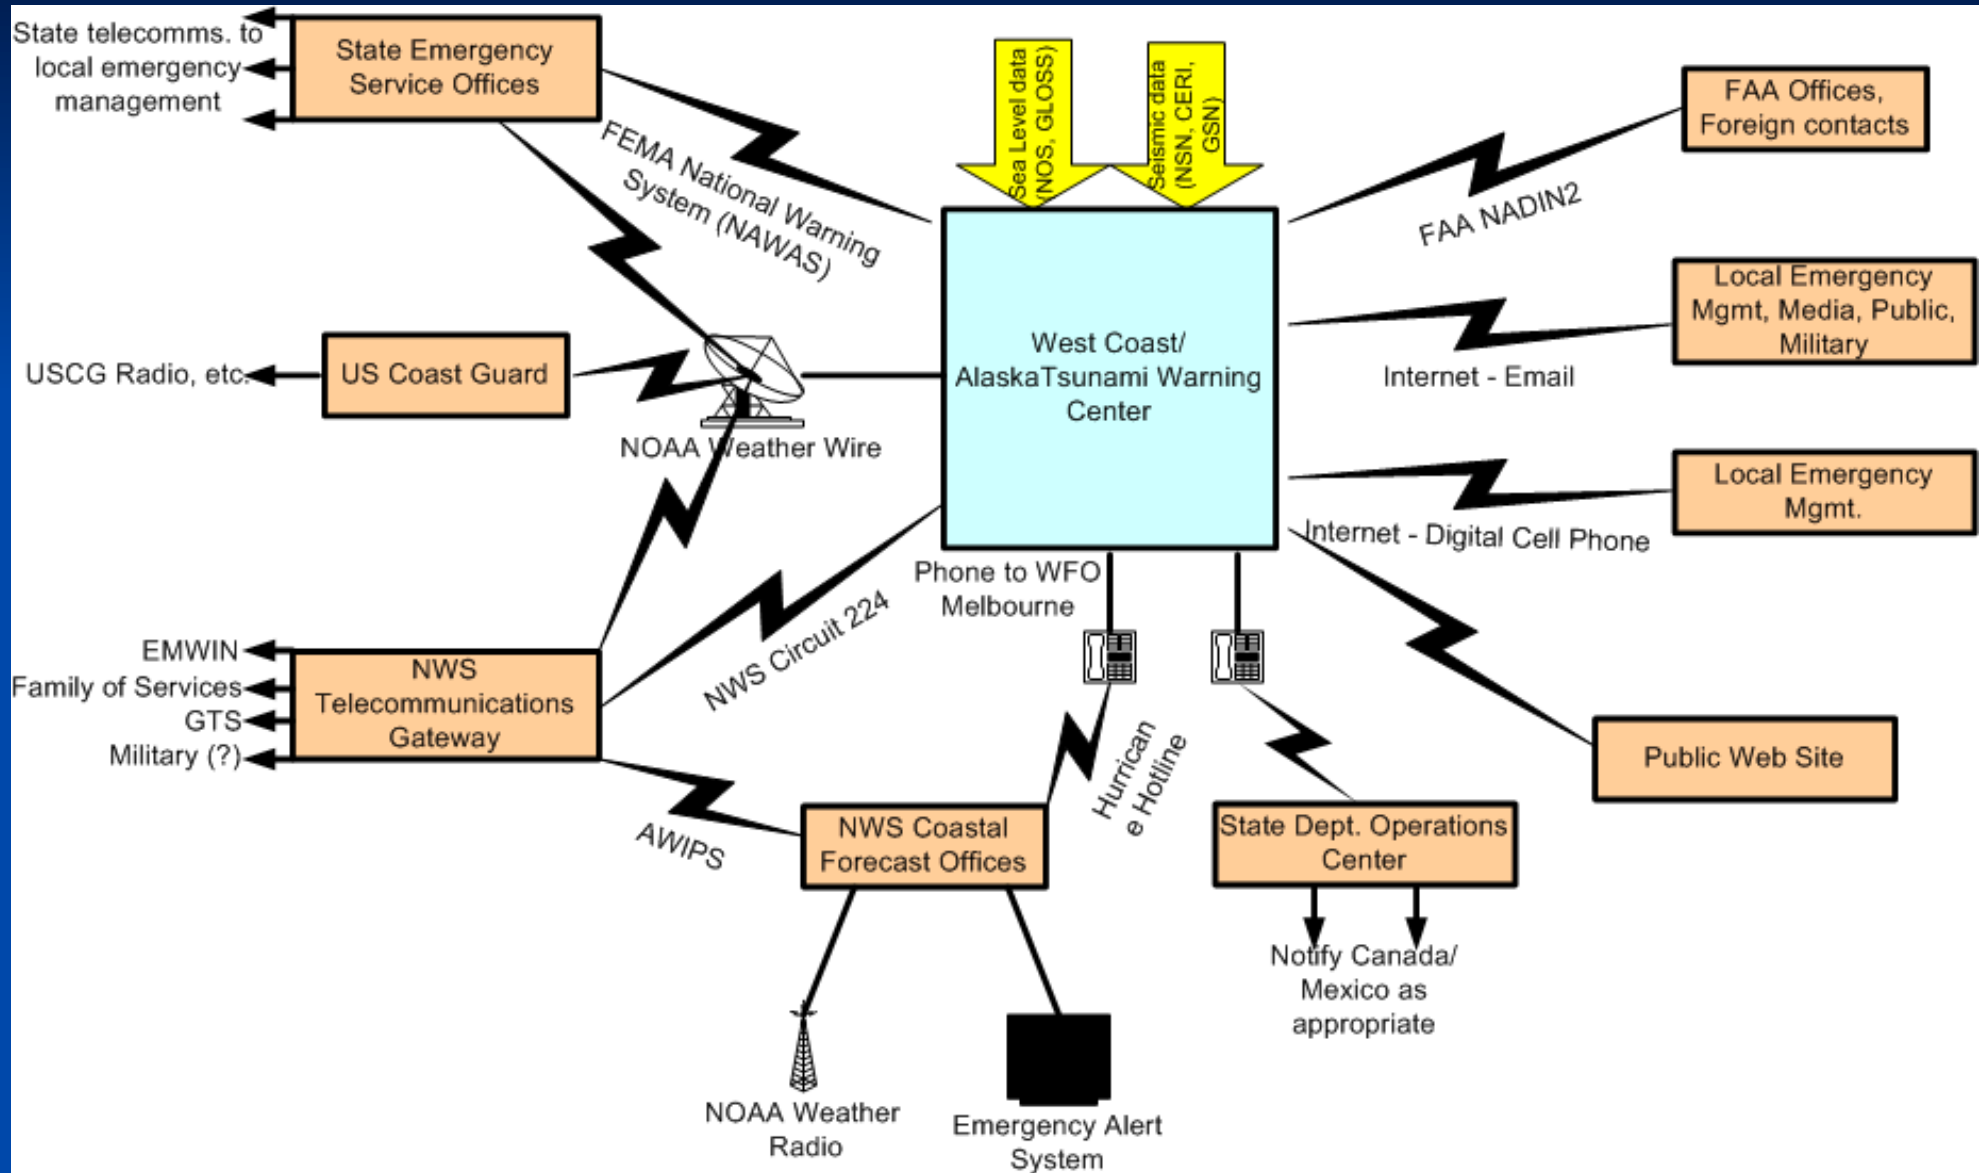 State telecomms. to
local emergency
management
State Emergency
Service Offices
FEMA National Warning
System (NAWAS)
Sea Level data
(NOS, GLOSS)
Seismic data
(NSN, CERI,
GSN)
FAA Offices,
Foreign contacts
FAA NADIN2
Local Emergency
Mgmt, Media, Public,
Military
Internet - Email
West Coast/
AlaskaTsunami Warning
Center
USCG Radio, etc.
US Coast Guard
NOAA Weather Wire
Local Emergency
Mgmt.
Internet - Digital Cell Phone
Phone to WFO
Melbourne
NWS Circuit 224
EMWIN
Family of Services
GTS
Military (?)
NWS
Telecommunications
Gateway
Hurrican
e Hotline
Public Web Site
AWIPS
NWS Coastal
Forecast Offices
State Dept. Operations
Center
Notify Canada/
Mexico as
appropriate
NOAA Weather
Radio
Emergency Alert
System